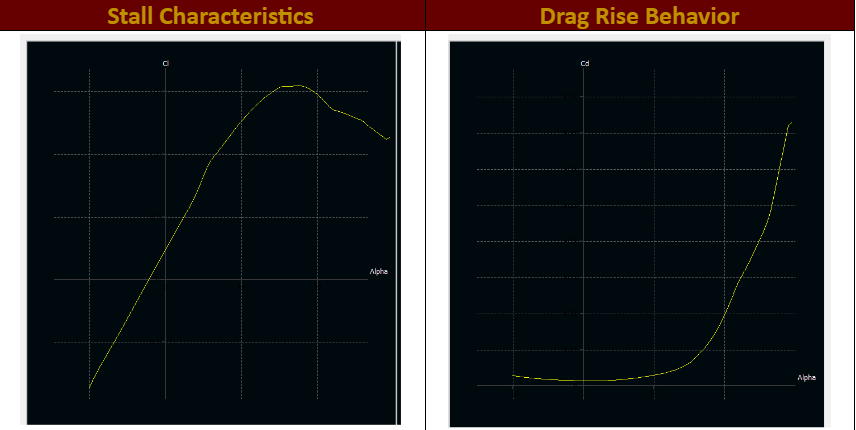 Stall Characteristics
Drag Rise Behavior
Cl
Cd
Alpha
Alpha